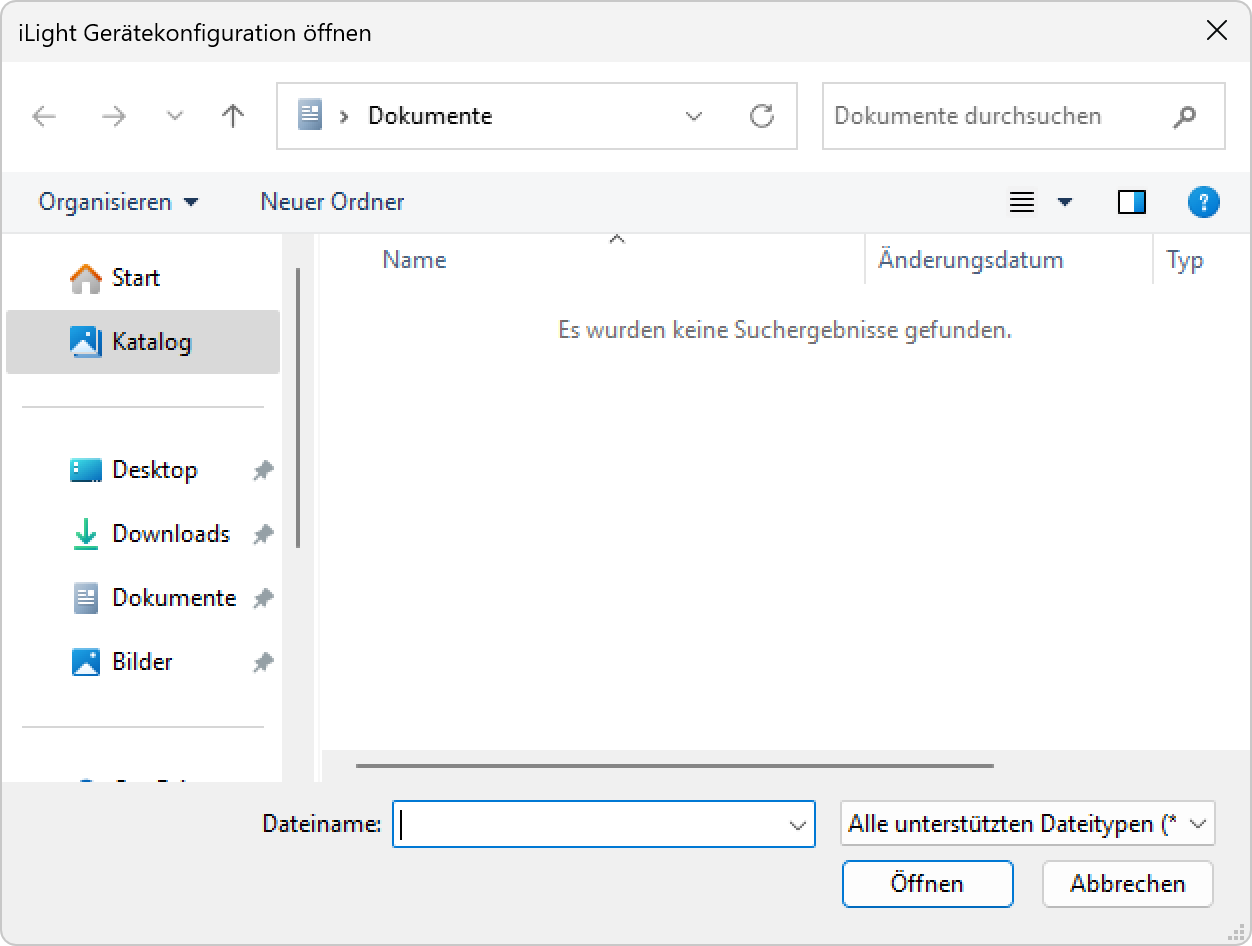 iLight Gerätekonfiguration öffnen
Dokumente
Dokumente durchsuchen
Organisieren
Neuer Ordner
Name
Änderungsdatum
Typ
Start
Katalog
Es wurden keine Suchergebnisse gefunden.
Desktop
Downloads
Dokumente
Bilder
Dateiname:
Alle unterstützten Dateitypen (*
Öffnen
Abbrechen